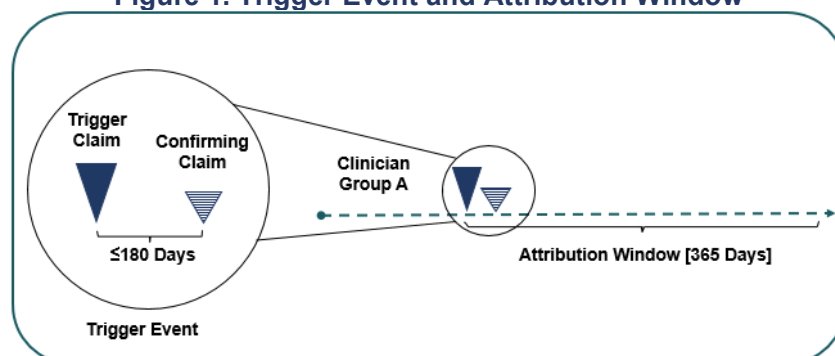 Figure 1. Trigger Event and Attribution Window
Trigger
Claim
Confirming
Claim
≤180 Days
Trigger Event
Clinician
Group A
Attribution Window [365 Days]